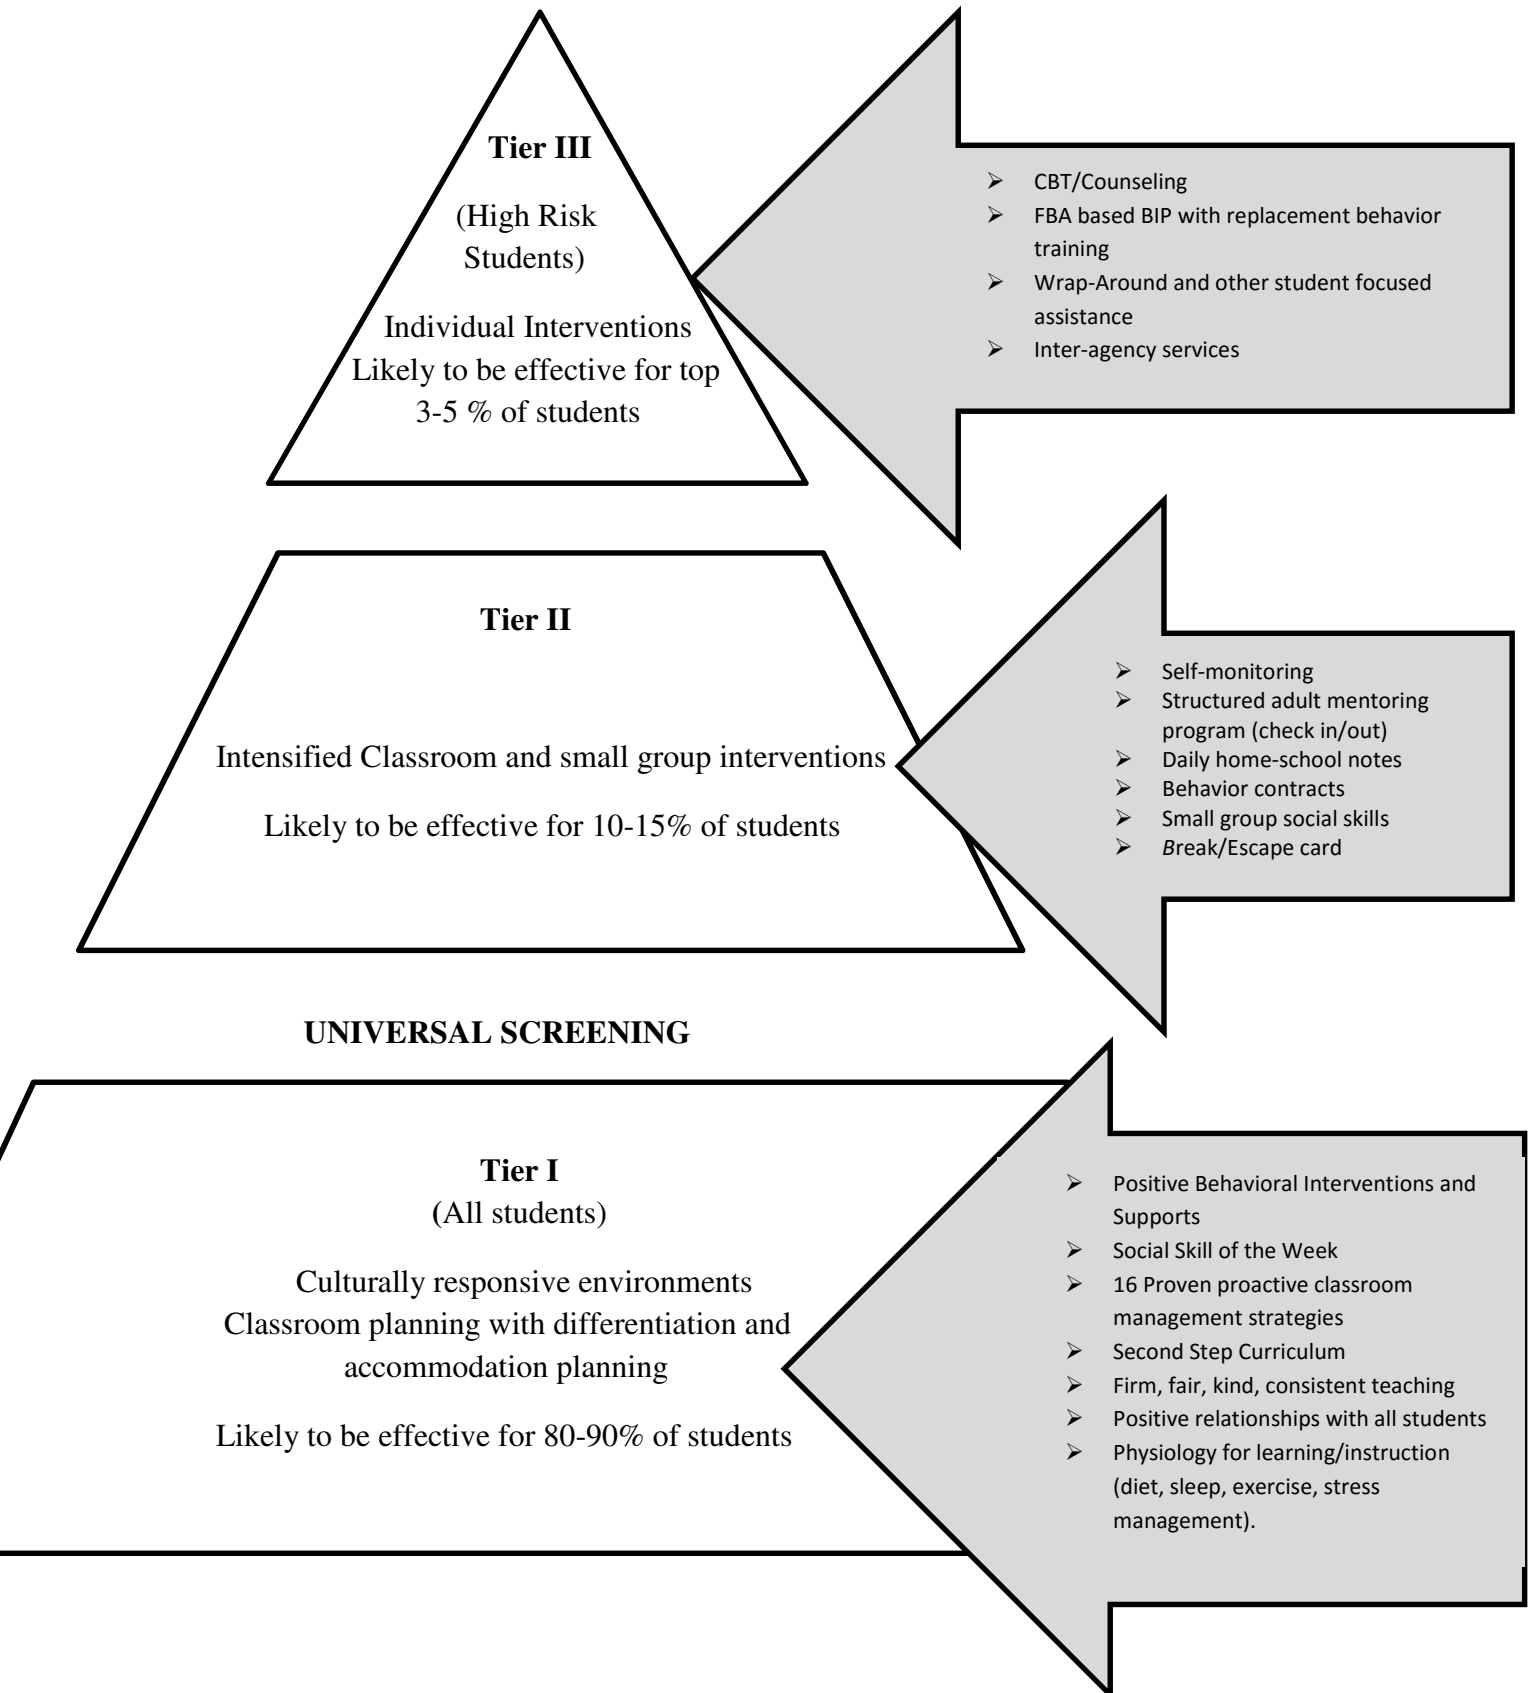 Tier III
(High Risk
Students)
Individual Interventions
Likely to be effective for top
3-5 % of students
➢ CBT/Counseling
➢ FBA based BIP with replacement behavior
training
➢ Wrap-Around and other student focused
assistance
➢ Inter-agency services
Tier II
Intensified Classroom and small group interventions
Likely to be effective for 10-15% of students
➢ Self-monitoring
➢ Structured adult mentoring
program (check in/out)
➢ Daily home-school notes
➢ Behavior contracts
➢ Small group social skills
➢ Break/Escape card
UNIVERSAL SCREENING
Tier I
(All students)
Culturally responsive environments
Classroom planning with differentiation and
accommodation planning
Likely to be effective for 80-90% of students
➢ Positive Behavioral Interventions and
Supports
➢ Social Skill of the Week
➢ 16 Proven proactive classroom
management strategies
➢ Second Step Curriculum
➢ Firm, fair, kind, consistent teaching
➢ Positive relationships with all students
➢ Physiology for learning/instruction
(diet, sleep, exercise, stress
management).